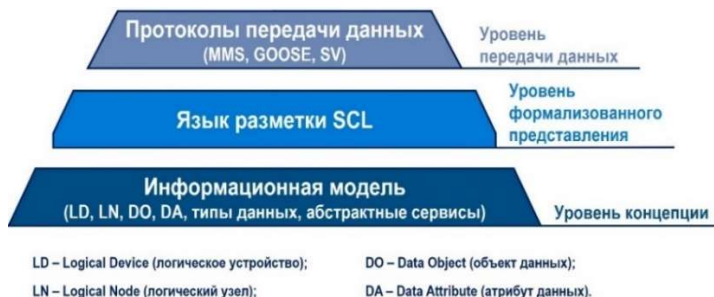 Протоколы передачи данных
(MMS, GOOSE, SV)
Уровень
передачи данных
Язык разметки SCL
Уровень
формализованного
представления
Информационная модель
(LD, LN, DO, DA, типы данных, абстрактные сервисы)
Уровень концепции
LD – Logical Device (логическое устройство);
DO – Data Object (объект данных);
LN – Logical Node (логический узел);
DA – Data Attribute (атрибут данных).